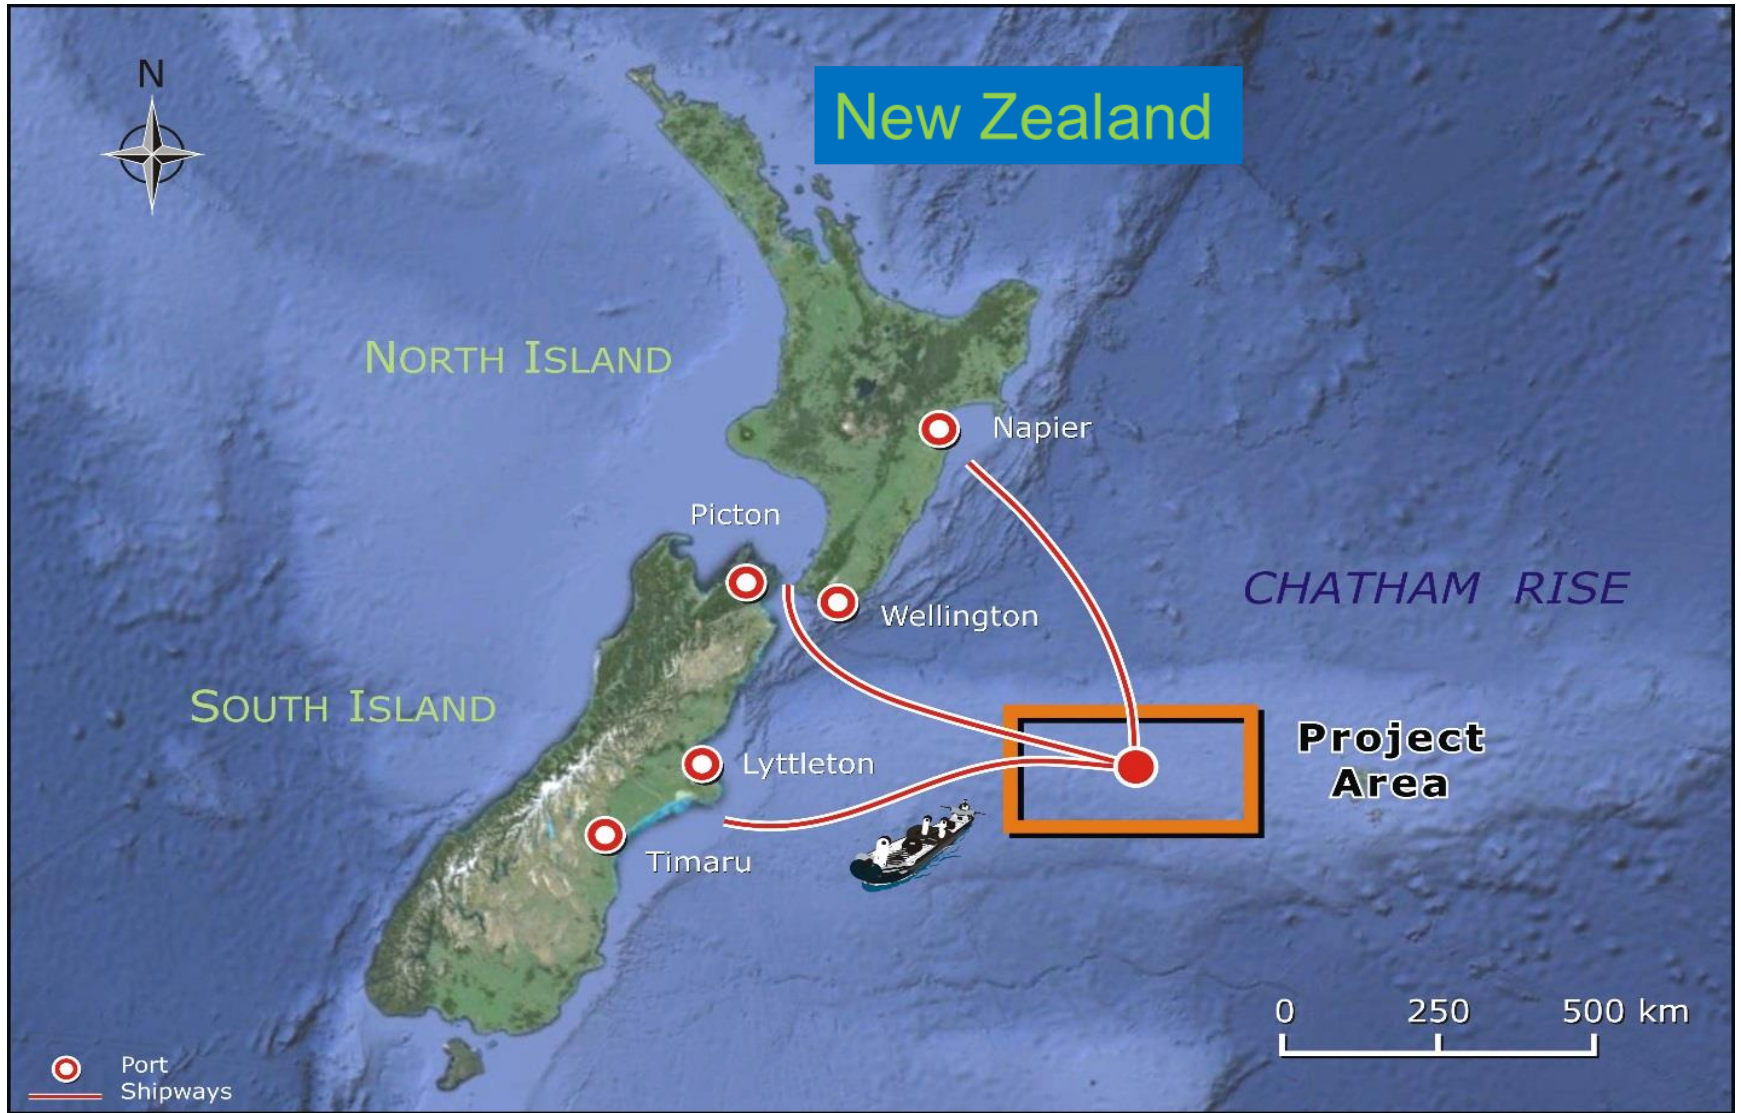 N
New Zealand
NORTH ISLAND
Napier
Picton
CHATHAM RISE
Wellington
SOUTH ISLAND
Project
Area
Lyttleton
Timaru
0 250 500 km
Port
Shipways